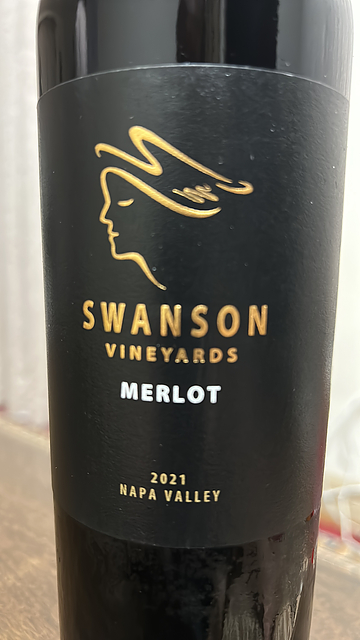 SWANSON
VINEYARDS
MERLOT
2021
NAPA VALLEY